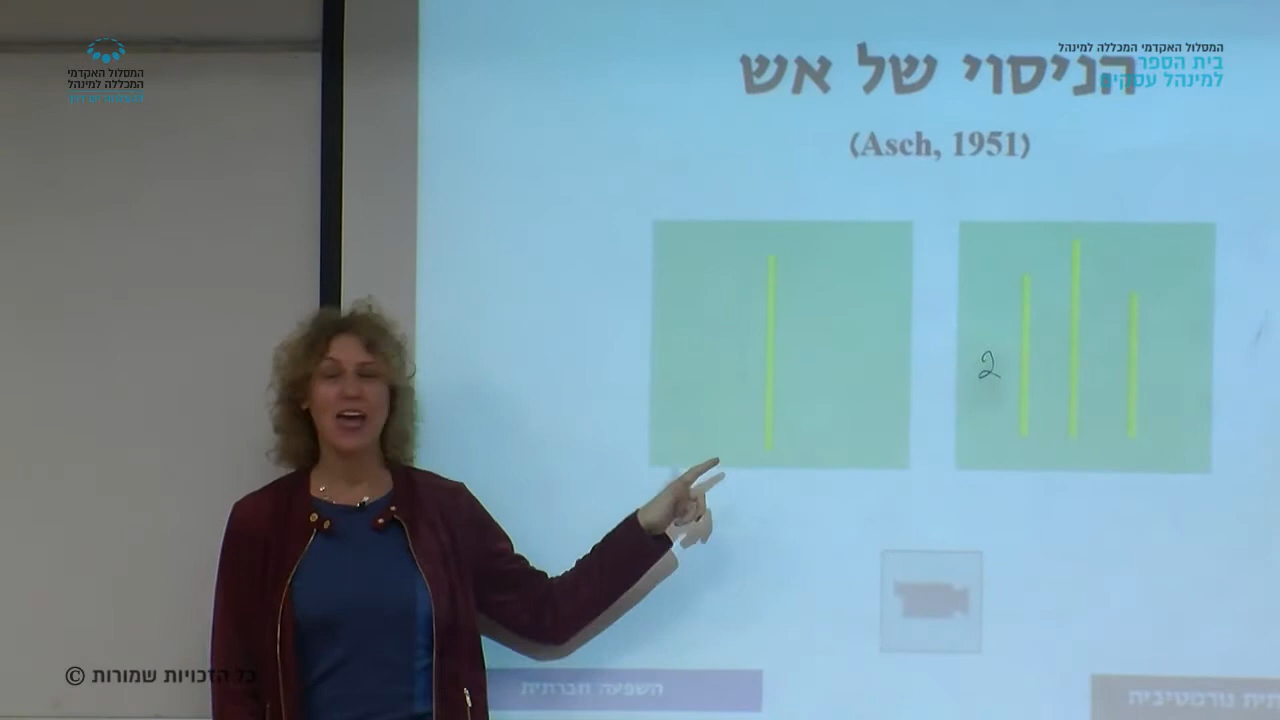 המסלול האקדמי
המכללה למינהל
המסלול האקדמי המכללה למינהל
בית הספר
למינהל עסקים
הניסוי של אש
(Asch, 1951)
2
כל הזכויות שמורות ©
השפעה חברתית
נורמטיבית